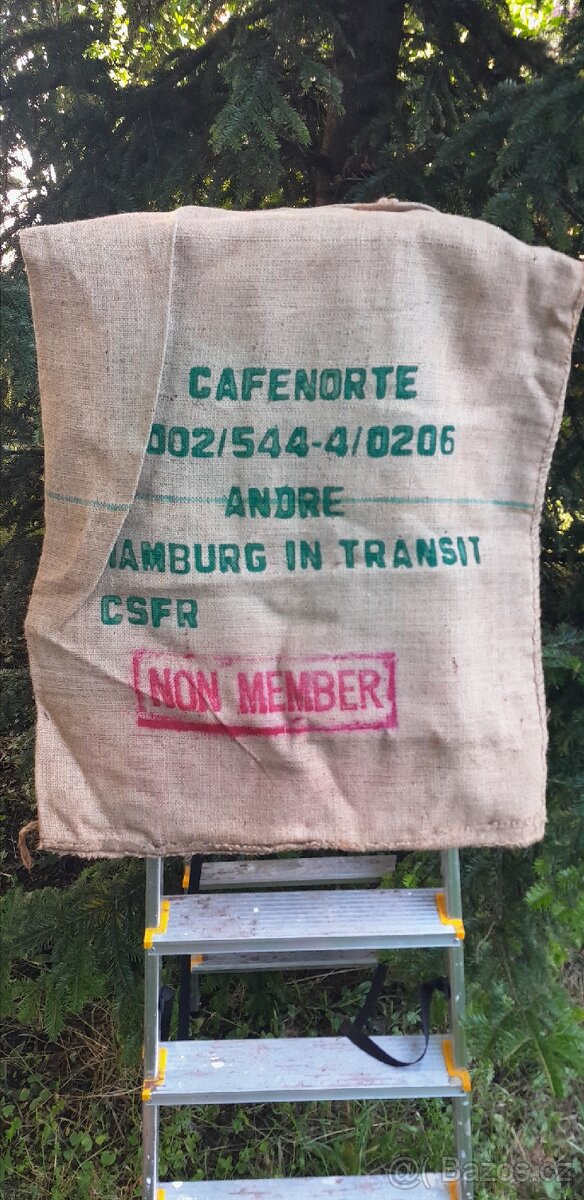 CAFENORTE
002/544-4/0206
ANDRE
HAMBURG IN TRANSIT
CSFR
NON MEMBER
@( Bazos.cz